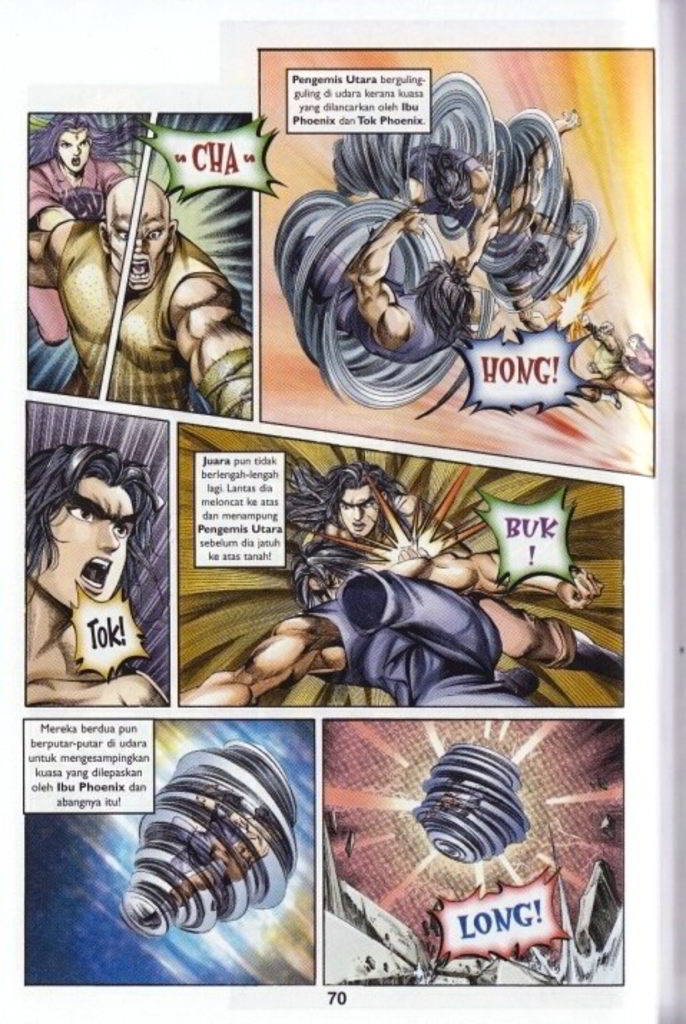 "CHA"
Pengemis Utara berguling-
guling di udara kerana kuasa
yang dilancarkan oleh Ibu
Phoenix dan Tok Phoenix.
HONG!
TOK!
Juara pun tidak
berlengah-lengah
lagi. Lantas dia
meloncat ke atas
dan menampung
Pengemis Utara
sebelum dia jatuh
ke atas tanah!
BUK
!
Mereka berdua pun
berputar-putar di udara
untuk mengesampingkan
kuasa yang dilepaskan
oleh Ibu Phoenix dan
abangnya itu!
LONG!
70